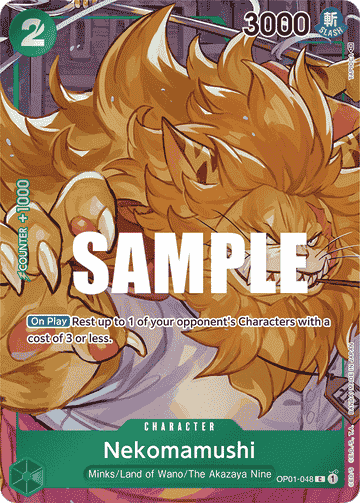 2
3000
斬
SLASH
COUNTER +1000
SAMPLE
On Play Rest up to 1 of your opponent's Characters with a
cost of 3 or less.
CHARACTER
Nekomamushi
Minks/Land of Wano/The Akazaya Nine
OP01-048 C 1